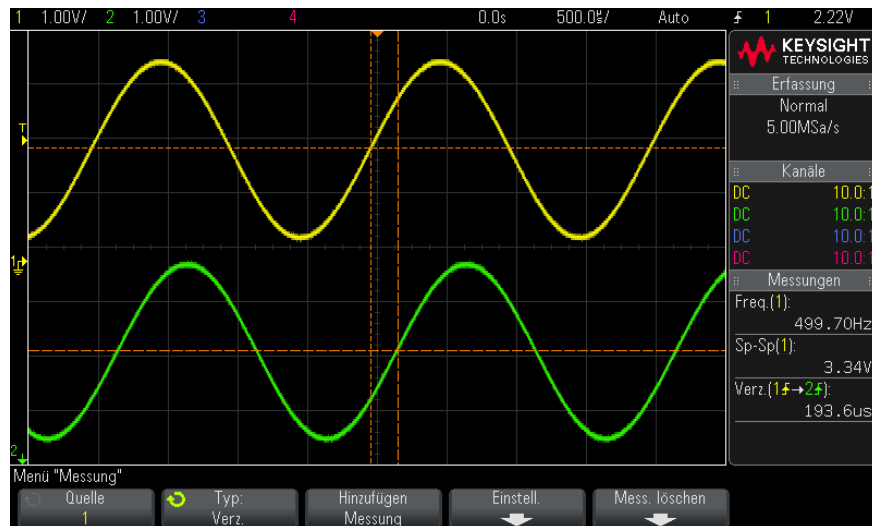 1 1.00V/ 2 1.00V/ 3 4 0.0s 500.0µs/ Auto 1 2.22V
KEYSIGHT
TECHNOLOGIES
Erfassung
Normal
5.00MSa/s
Kanäle
DC 10.0:1
DC 10.0:1
DC 10.0:1
DC 10.0:1
Messungen
Freq.(1):
499.70Hz
Sp-Sp(1):
3.34V
Verz.(1→2):
193.6us
T
1
2
Menü "Messung"
Quelle
1
Typ:
Verz.
Hinzufügen
Messung
Einstell.
Mess. löschen